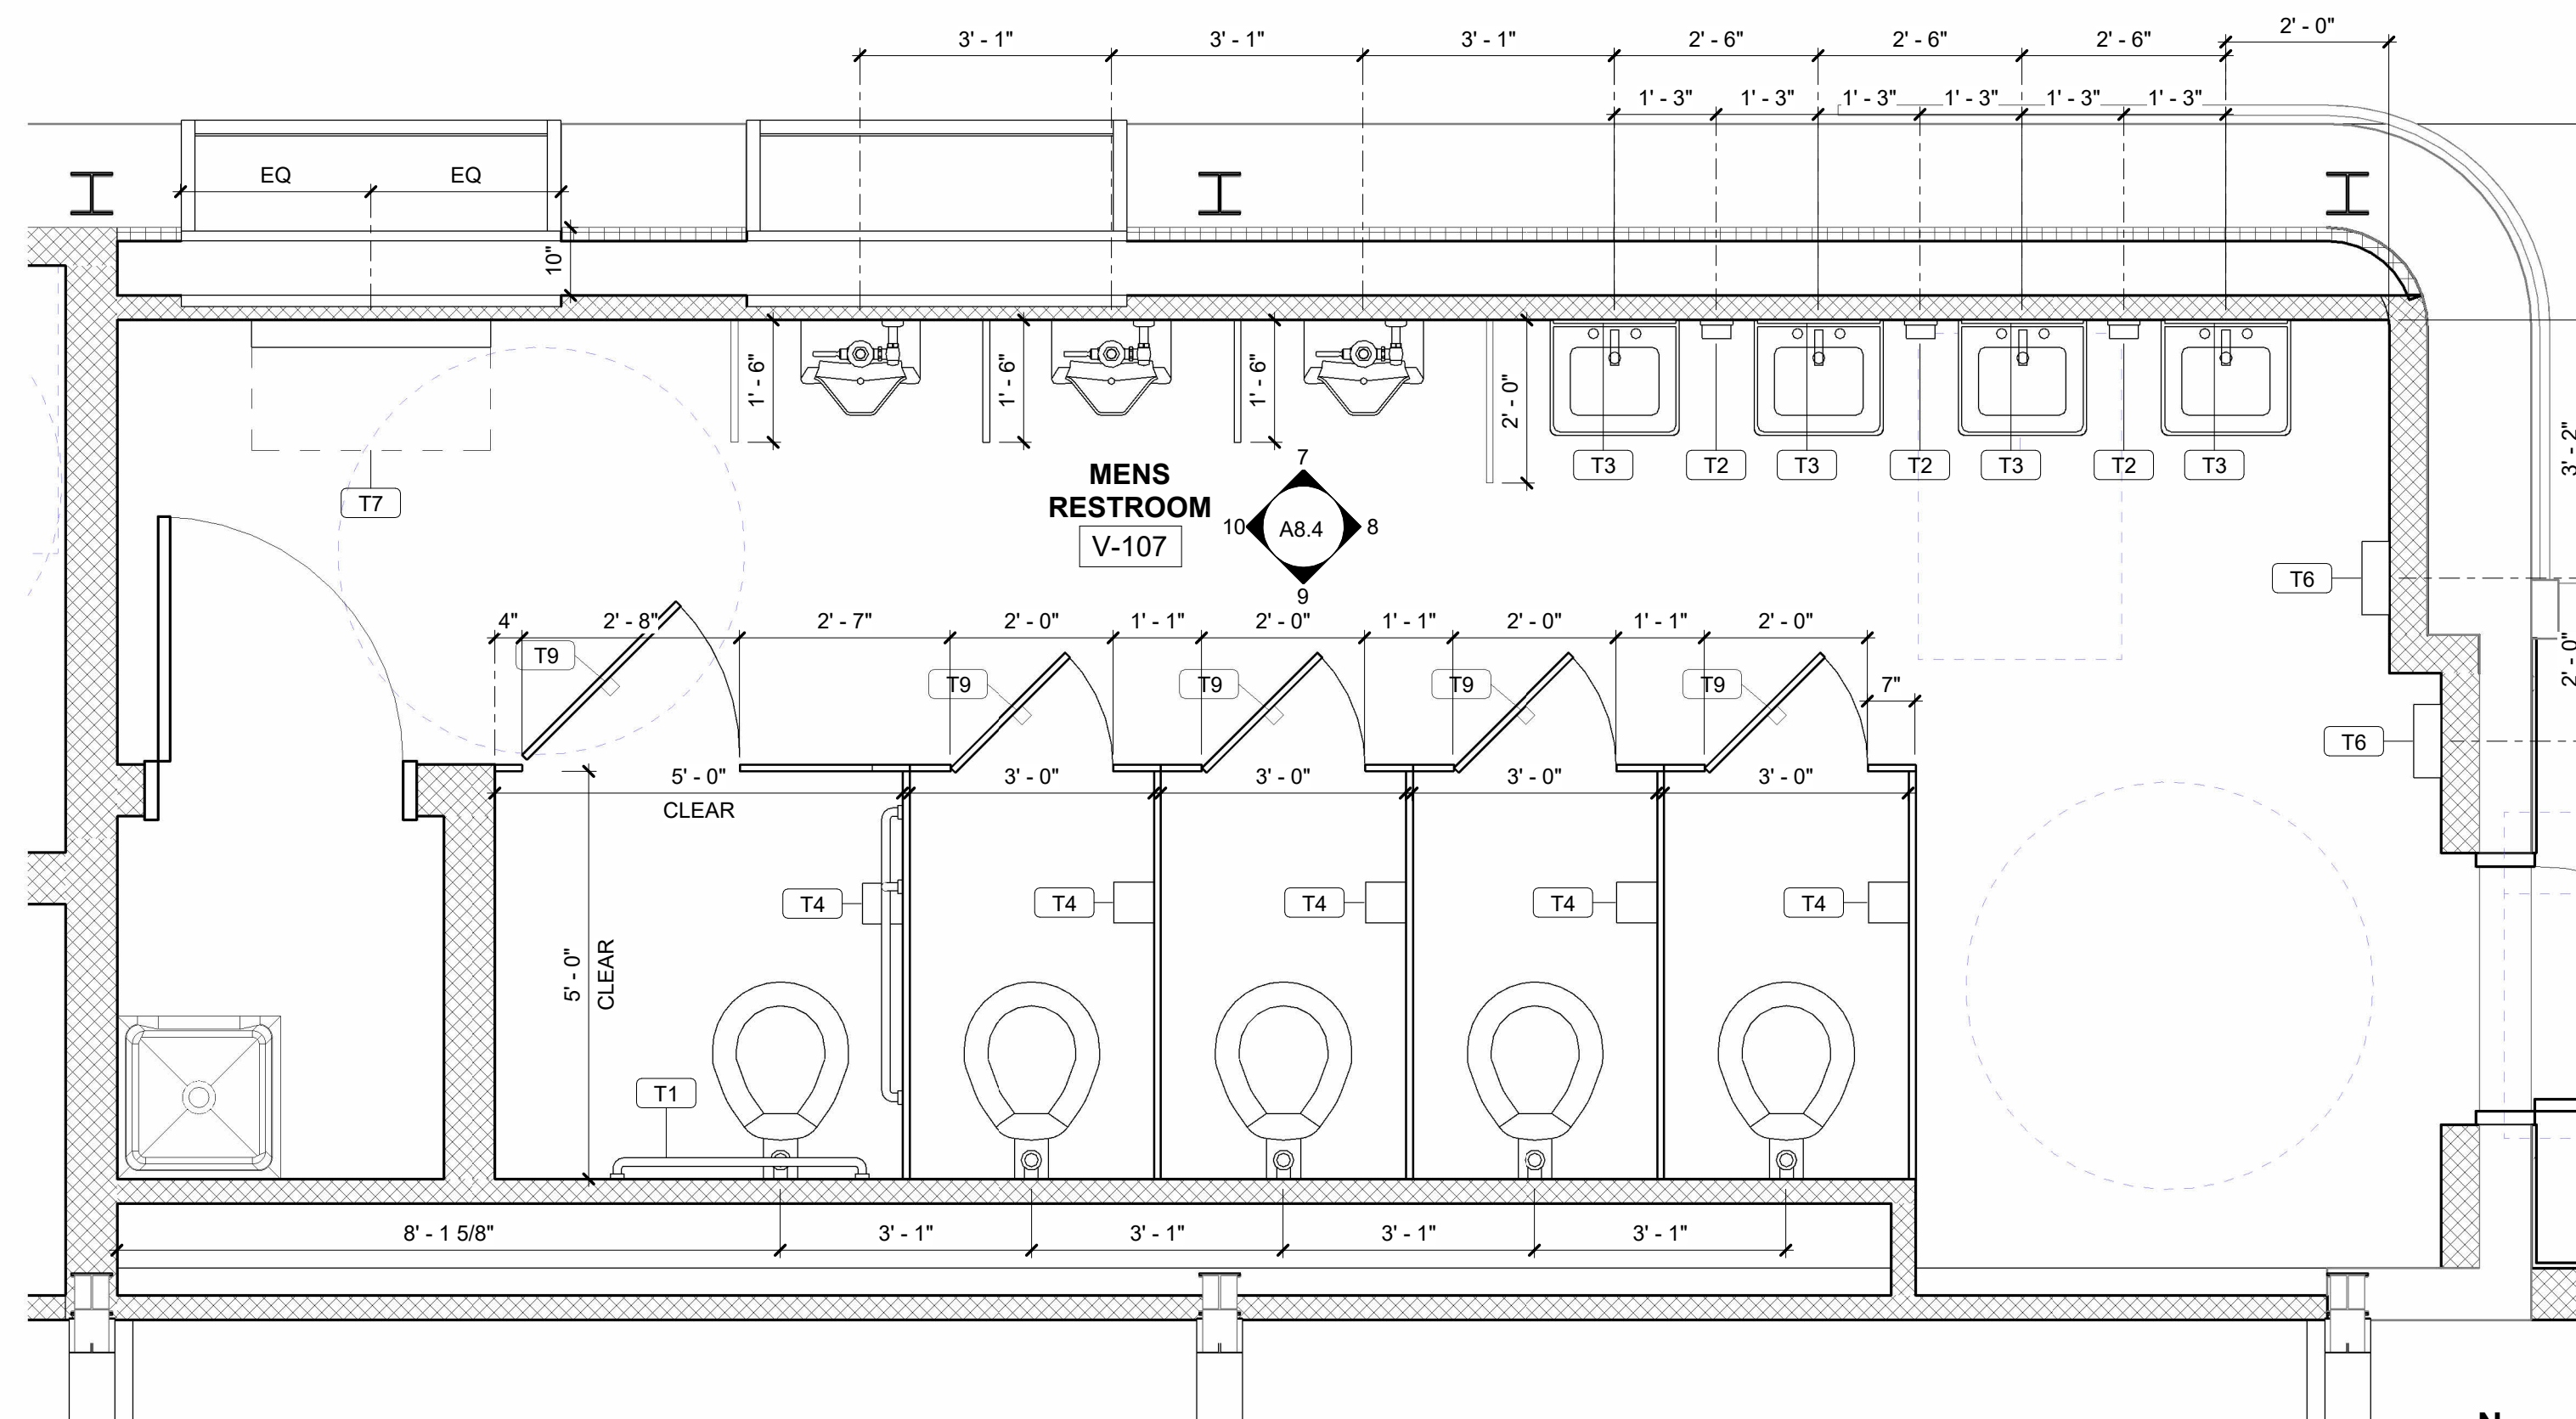 3' - 1" 3' - 1" 3' - 1" 2' - 6" 2' - 6" 2' - 6" 2' - 0"
1' - 3" 1' - 3" 1' - 3" 1' - 3" 1' - 3" 1' - 3"
EQ EQ
10"
1' - 6" 1' - 6" 1' - 6" 2' - 0"
3' - 2"
T3 T2 T3 T2 T3 T2 T3
T7
MENS
RESTROOM
V-107
7
10 A8.4 8
9
T6
4" 2' - 8" 2' - 7" 2' - 0" 1' - 1" 2' - 0" 1' - 1" 2' - 0" 1' - 1" 2' - 0"
2' - 0"
T9 T9 T9 T9 T9 7"
T6
5' - 0" 3' - 0" 3' - 0" 3' - 0" 3' - 0"
CLEAR
T4 T4 T4 T4 T4
5' - 0"
CLEAR
T1
8' - 1 5/8" 3' - 1" 3' - 1" 3' - 1" 3' - 1"